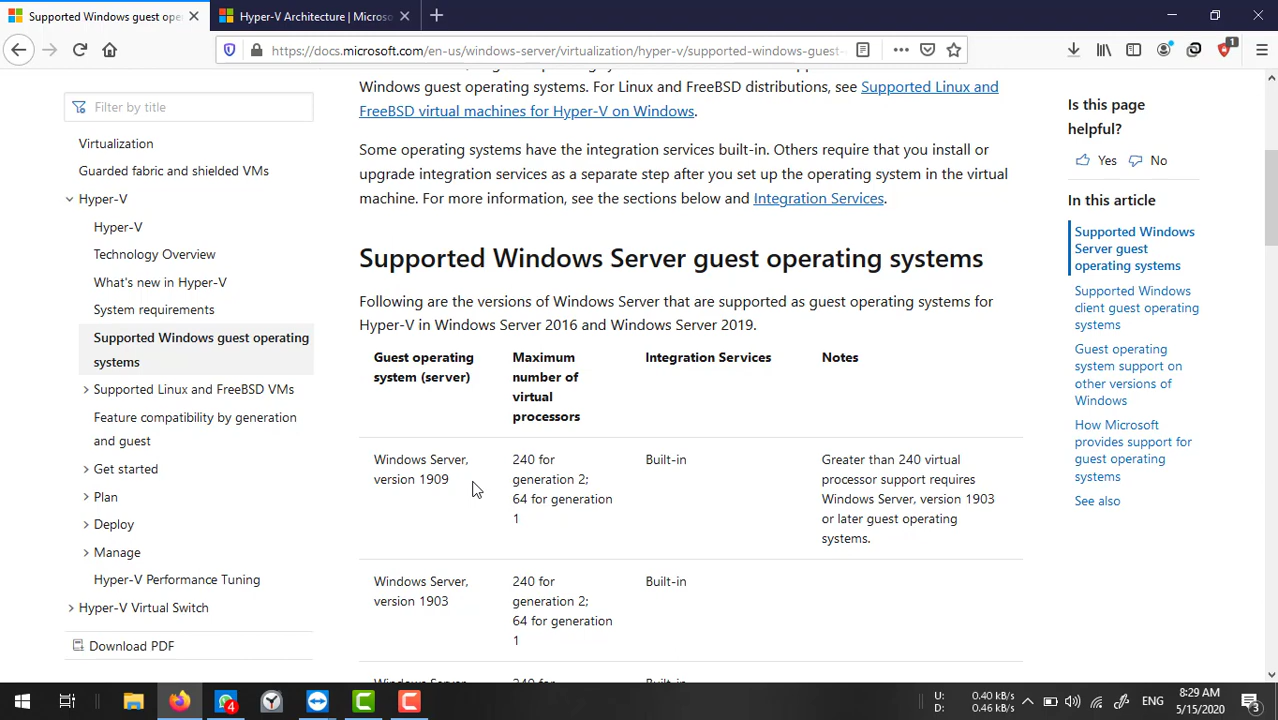 Supported Windows guest ope
Hyper-V Architecture | Microso
https://docs.microsoft.com/en-us/windows-server/virtualization/hyper-v/supported-windows-guest-
1
Filter by title
Virtualization
Guarded fabric and shielded VMs
Hyper-V
Hyper-V
Technology Overview
What's new in Hyper-V
System requirements
Supported Windows guest operating
systems
Supported Linux and FreeBSD VMs
Feature compatibility by generation
and guest
Get started
Plan
Deploy
Manage
Hyper-V Performance Tuning
Hyper-V Virtual Switch
Download PDF
Windows guest operating systems. For Linux and FreeBSD distributions, see Supported Linux and
FreeBSD virtual machines for Hyper-V on Windows.
Some operating systems have the integration services built-in. Others require that you install or
upgrade integration services as a separate step after you set up the operating system in the virtual
machine. For more information, see the sections below and Integration Services.
Supported Windows Server guest operating systems
Following are the versions of Windows Server that are supported as guest operating systems for
Hyper-V in Windows Server 2016 and Windows Server 2019.
Guest operating
system (server)
Maximum
number of
virtual
processors
Integration Services
Notes
Windows Server,
version 1909
240 for
generation 2;
64 for generation
1
Built-in
Greater than 240 virtual
processor support requires
Windows Server, version 1903
or later guest operating
systems.
Windows Server,
version 1903
240 for
generation 2;
64 for generation
1
Built-in
Is this page
helpful?
Yes
No
In this article
Supported Windows
Server guest
operating systems
Supported Windows
client guest operating
systems
Guest operating
system support on
other versions of
Windows
How Microsoft
provides support for
guest operating
systems
See also
4
U:
D:
0.40 kB/s
0.46 kB/s
ENG
8:29 AM
5/15/2020
3